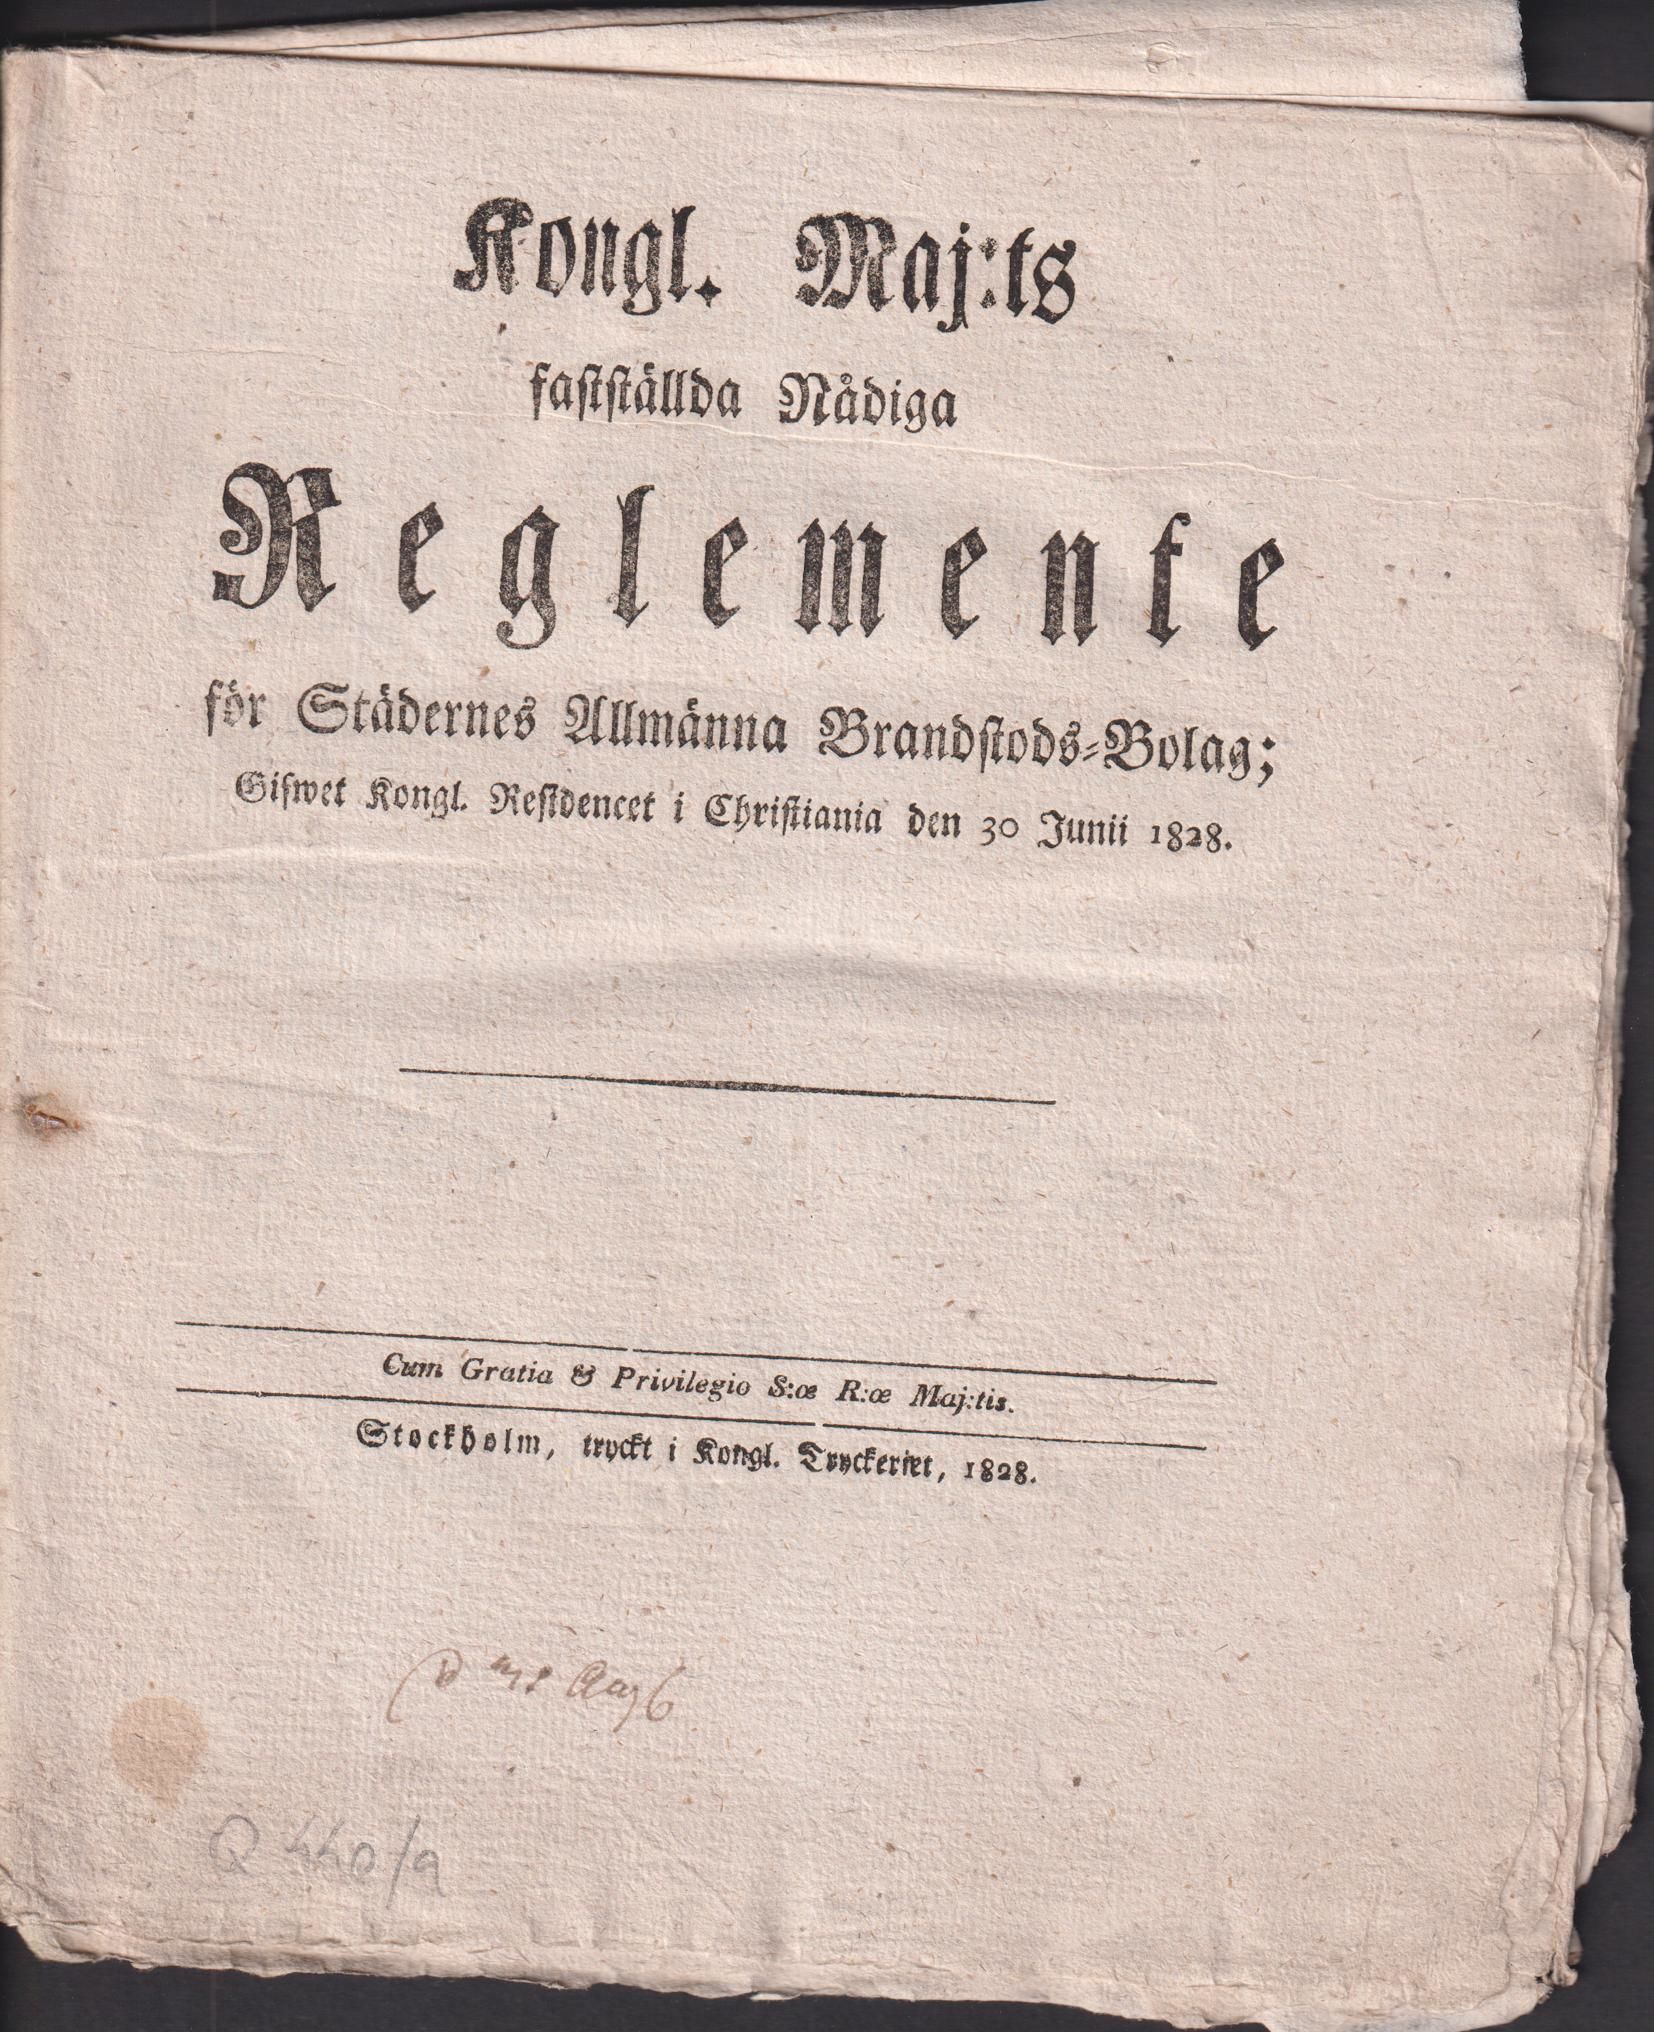 Kongl. Maj:ts
fastställda Nådiga
Reglemente
för Städernes Allmänna Brandstods-Bolag;
Gifwet Kongl. Residencet i Christiania den 30 Junii 1828.
Cum Gratia & Privilegio S:œ R:œ Maj:tis.
Stockholm, tryckt i Kongl. Tryckeriet, 1828.
Q 440/a